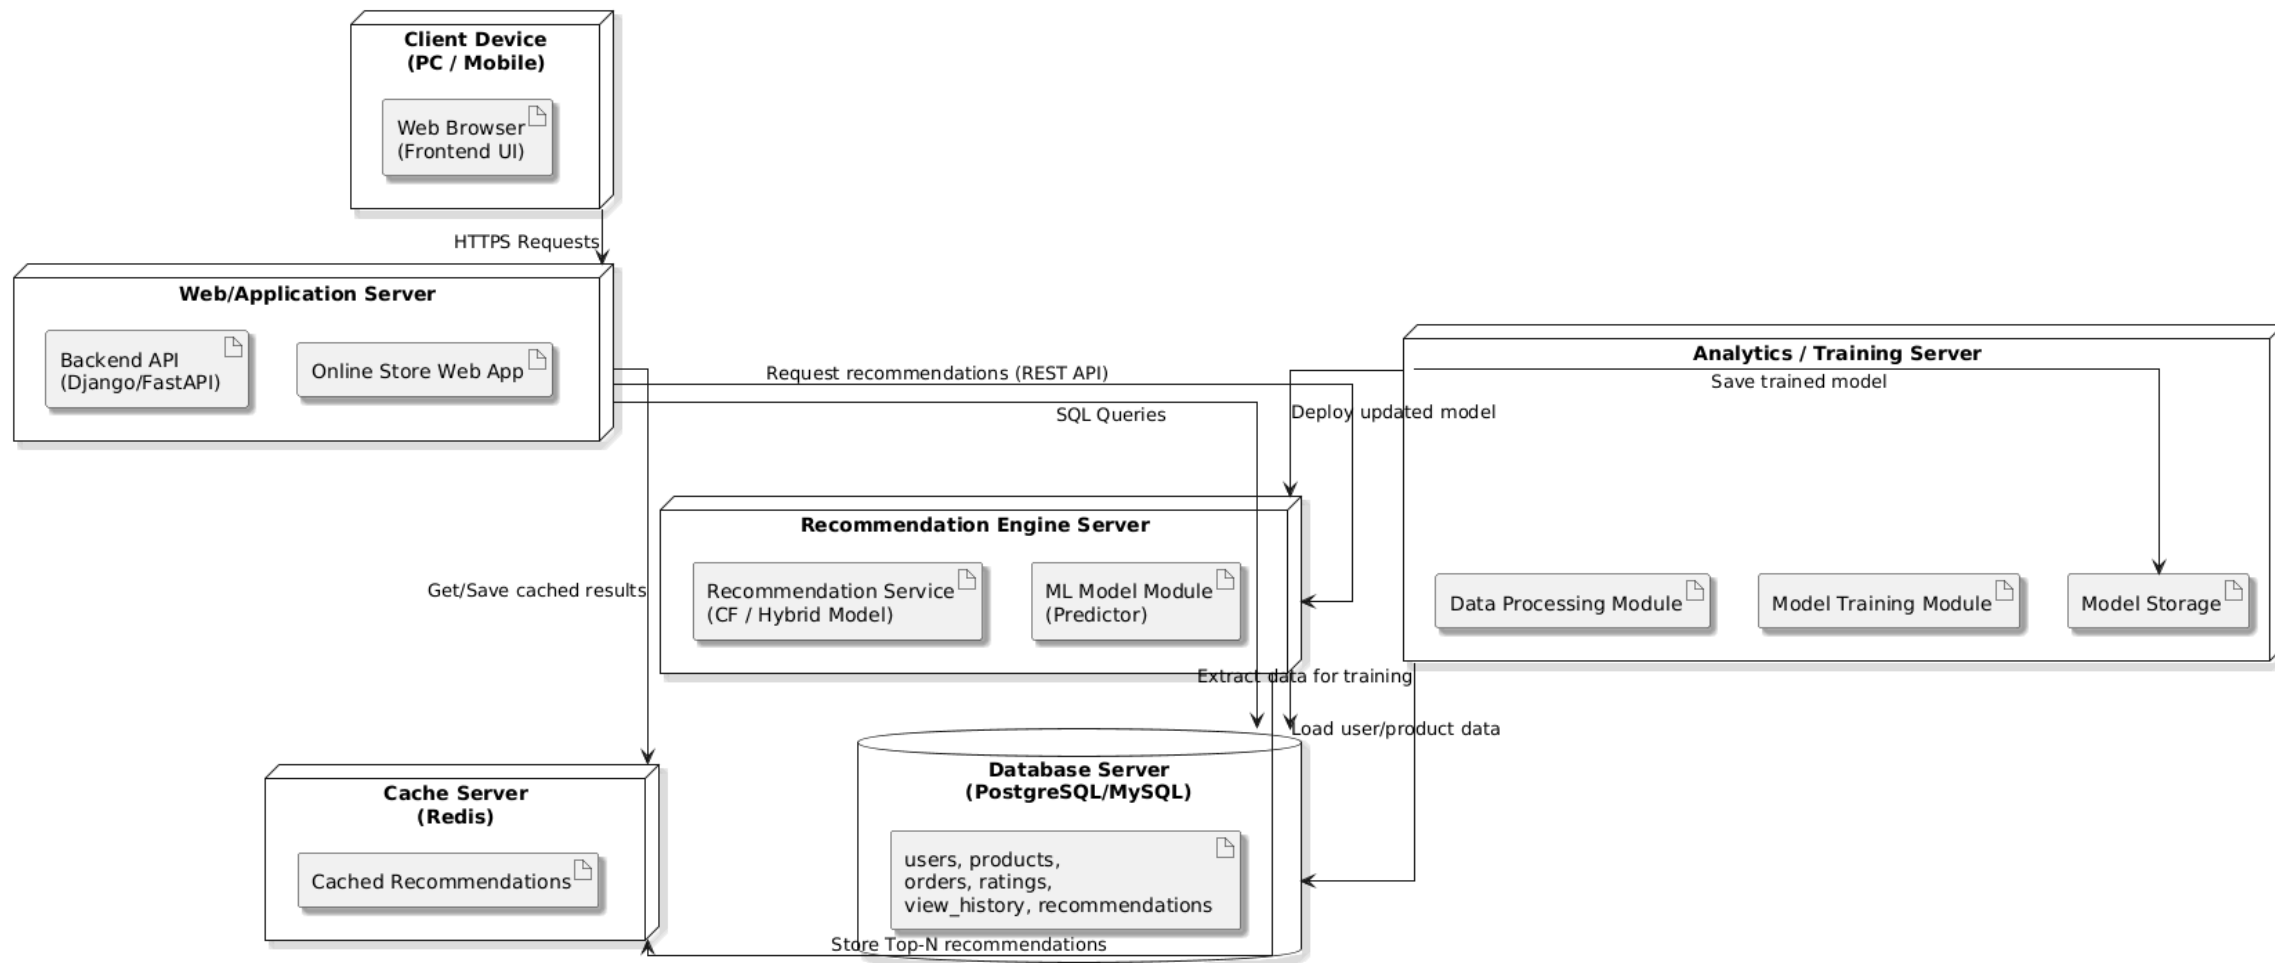 Client Device
(PC / Mobile)
Web Browser
(Frontend UI)
HTTPS Requests
Web/Application Server
Backend API
(Django/FastAPI)
Online Store Web App
Request recommendations (REST API)
SQL Queries
Deploy updated model
Analytics / Training Server
Save trained model
Data Processing Module
Model Training Module
Model Storage
Recommendation Engine Server
Recommendation Service
(CF / Hybrid Model)
ML Model Module
(Predictor)
Get/Save cached results
Extract data for training
Load user/product data
Cache Server
(Redis)
Cached Recommendations
Database Server
(PostgreSQL/MySQL)
users, products,
orders, ratings,
view_history, recommendations
Store Top-N recommendations